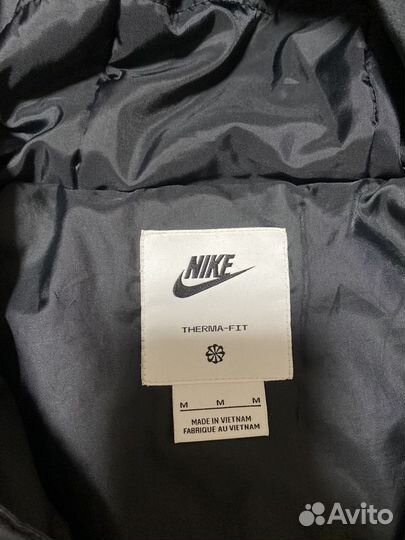 NIKE
THERMA-FIT
M M M
MADE IN VIETNAM
FABRIQUE AU VIETNAM
Avito